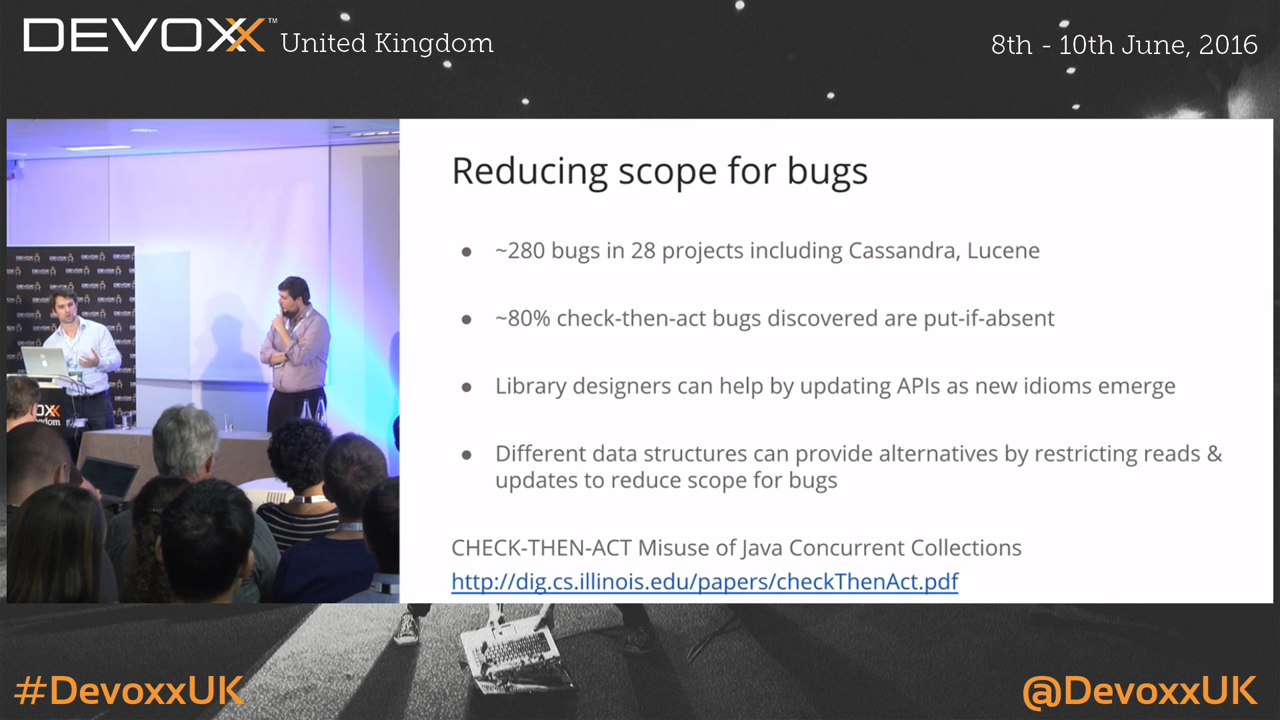 DEVOXX™ United Kingdom
8th - 10th June, 2016
Reducing scope for bugs
● ~280 bugs in 28 projects including Cassandra, Lucene
● ~80% check-then-act bugs discovered are put-if-absent
● Library designers can help by updating APIs as new idioms emerge
● Different data structures can provide alternatives by restricting reads &
updates to reduce scope for bugs
CHECK-THEN-ACT Misuse of Java Concurrent Collections
http://dig.cs.illinois.edu/papers/checkThenAct.pdf
#DevoxxUK
@DevoxxUK